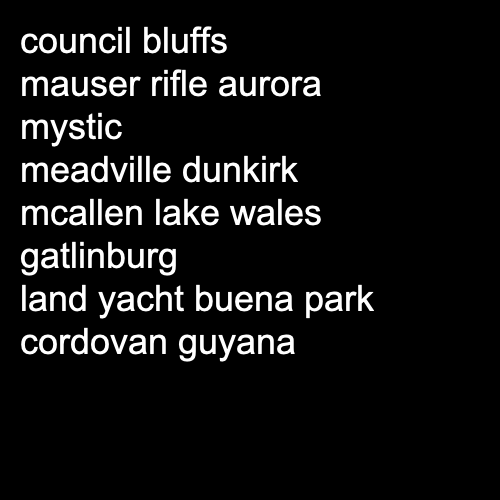 council bluffs
mauser rifle aurora
mystic
meadville dunkirk
mcallen lake wales
gatlinburg
land yacht buena park
cordovan guyana